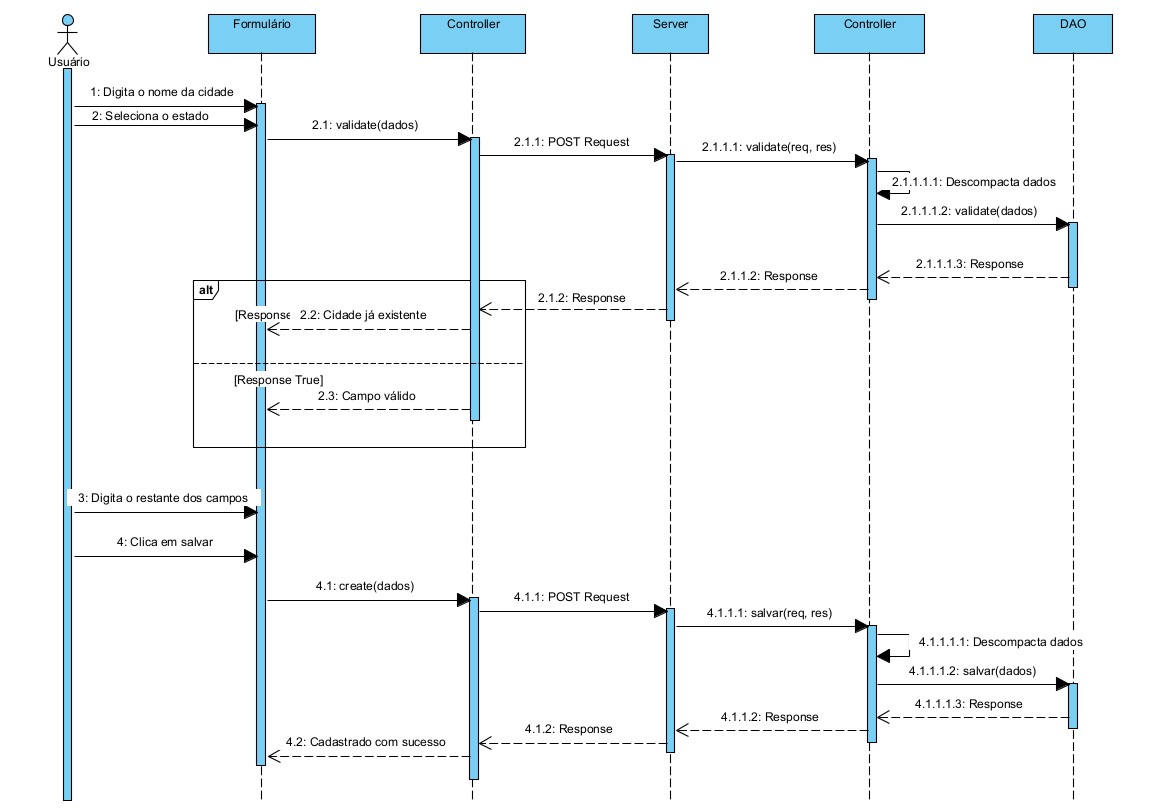 Formulário
Controller
Server
Controller
DAO
Usuário
1: Digita o nome da cidade
2: Seleciona o estado
2.1: validate(dados)
2.1.1: POST Request
2.1.1.1: validate(req, res)
2.1.1.1.1: Descompacta dados
2.1.1.1.2: validate(dados)
2.1.1.1.3: Response
2.1.1.2: Response
2.1.2: Response
alt
[Response
2.2: Cidade já existente
[Response True]
2.3: Campo válido
3: Digita o restante dos campos
4: Clica em salvar
4.1: create(dados)
4.1.1: POST Request
4.1.1.1: salvar(req, res)
4.1.1.1.1: Descompacta dados
4.1.1.1.2: salvar(dados)
4.1.1.1.3: Response
4.1.1.2: Response
4.1.2: Response
4.2: Cadastrado com sucesso